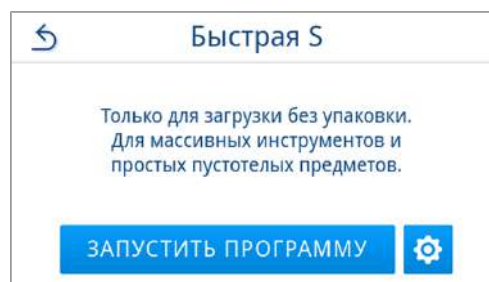 Быстрая S
Только для загрузки без упаковки.
Для массивных инструментов и
простых пустотелых предметов.
ЗАПУСТИТЬ ПРОГРАММУ